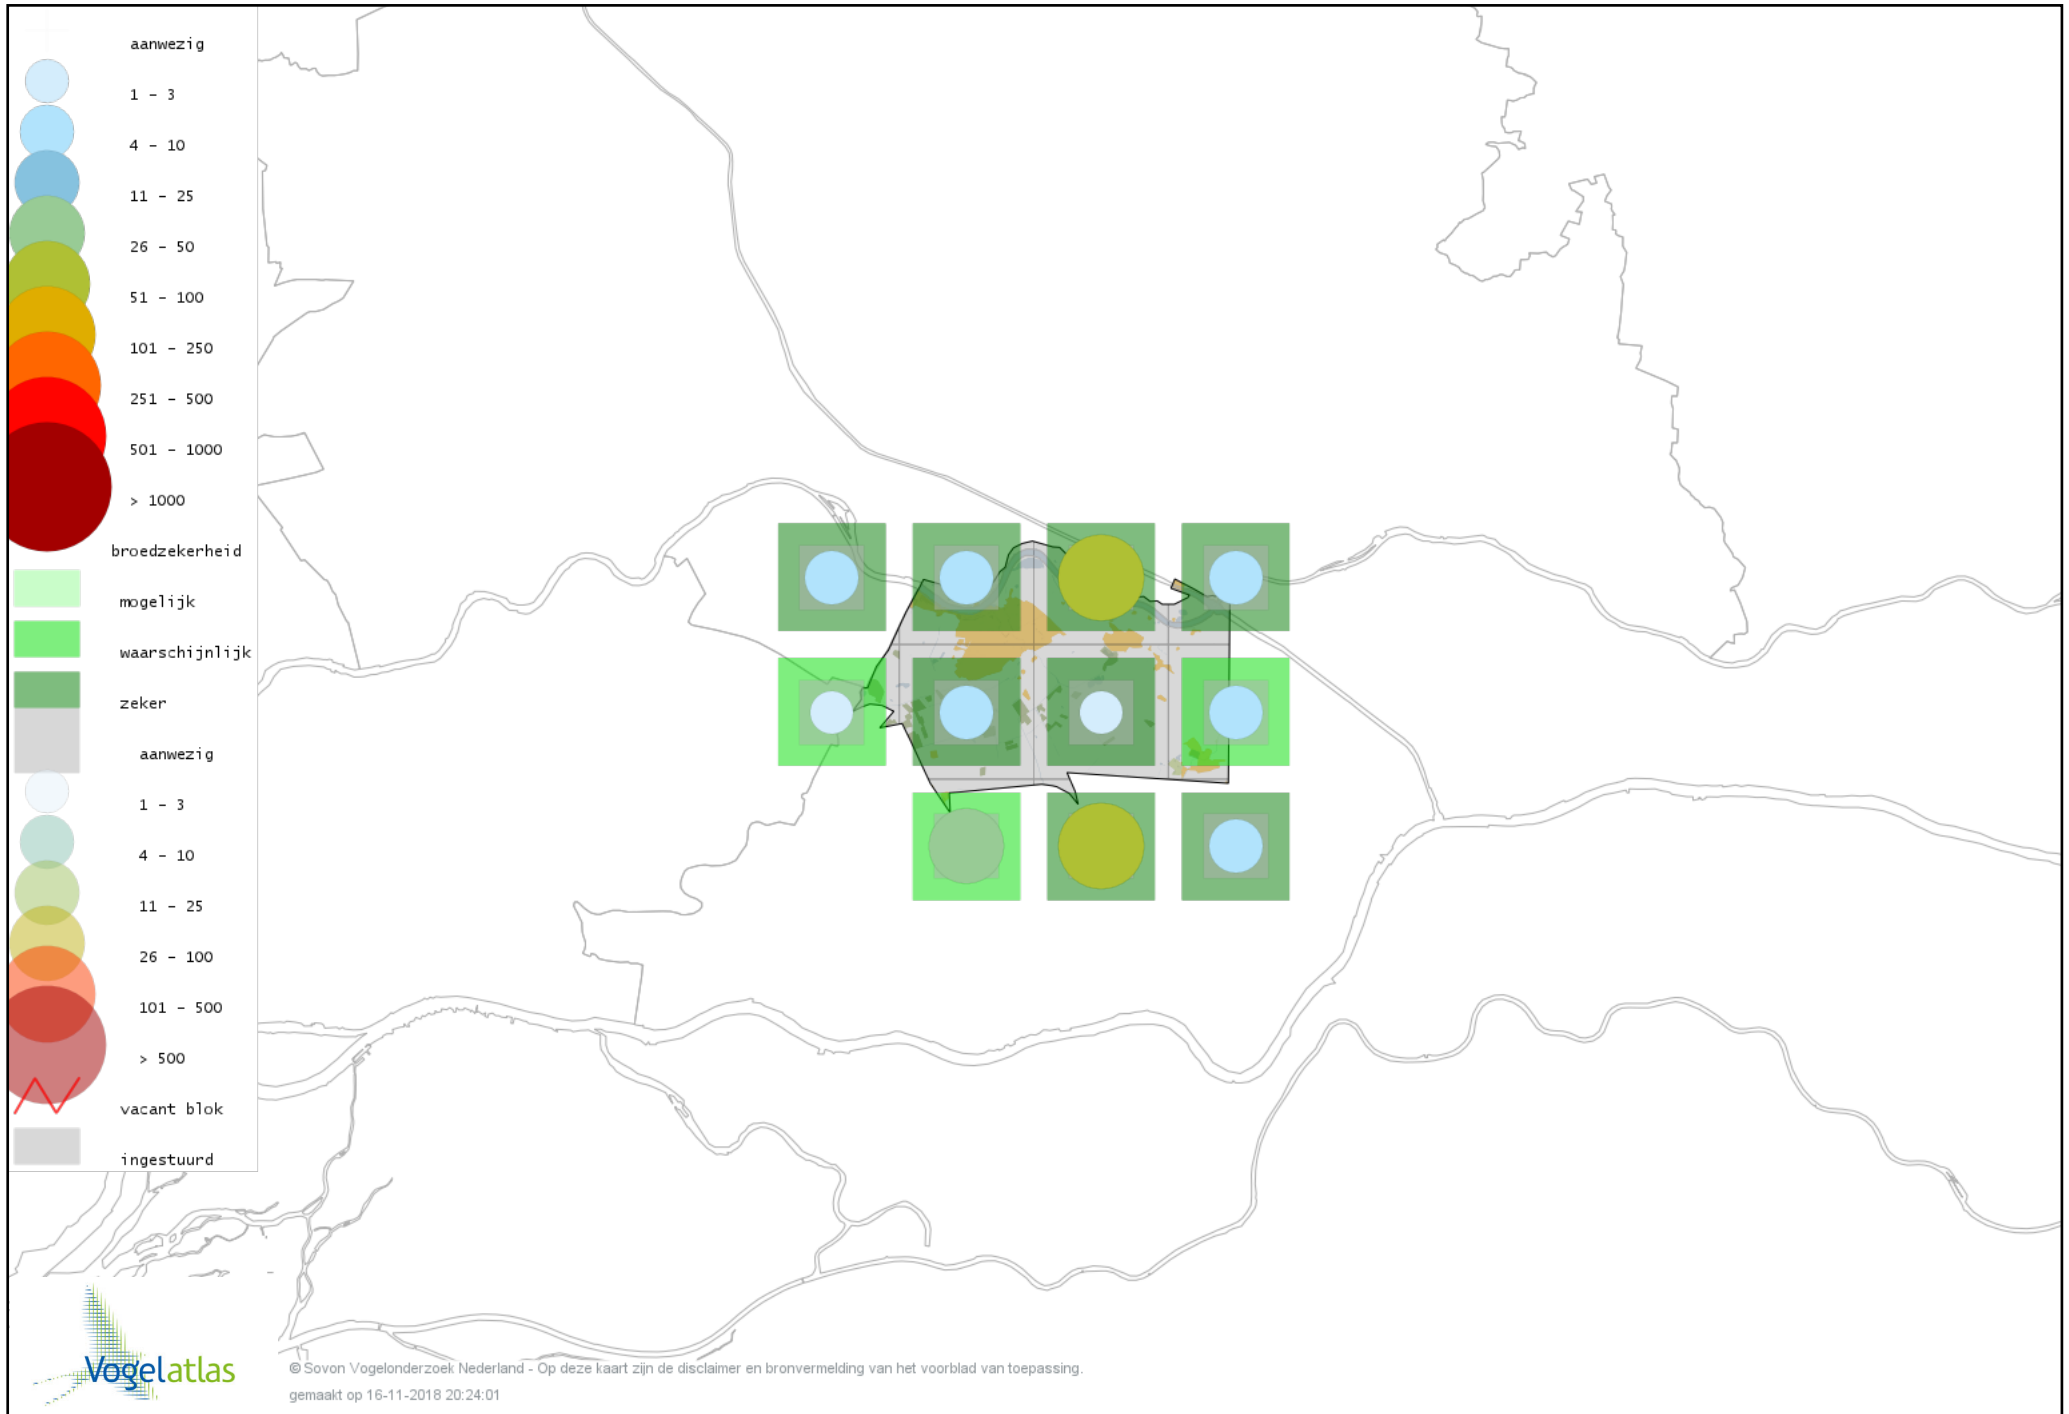 aanwezig
1 - 3
4 - 10
11 - 25
26 - 50
51 - 100
101 - 250
251 - 500
501 - 1000
> 1000
broedzekerheid
mogelijk
waarschijnlijk
zeker
aanwezig
1 - 3
4 - 10
11 - 25
26 - 100
101 - 500
> 500
vacant blok
ingestuurd
Vogelatlas
© Sovon Vogelonderzoek Nederland - Op deze kaart zijn de disclaimer en bronvermelding van het voorblad van toepassing.
gemaakt op 16-11-2018 20:24:01